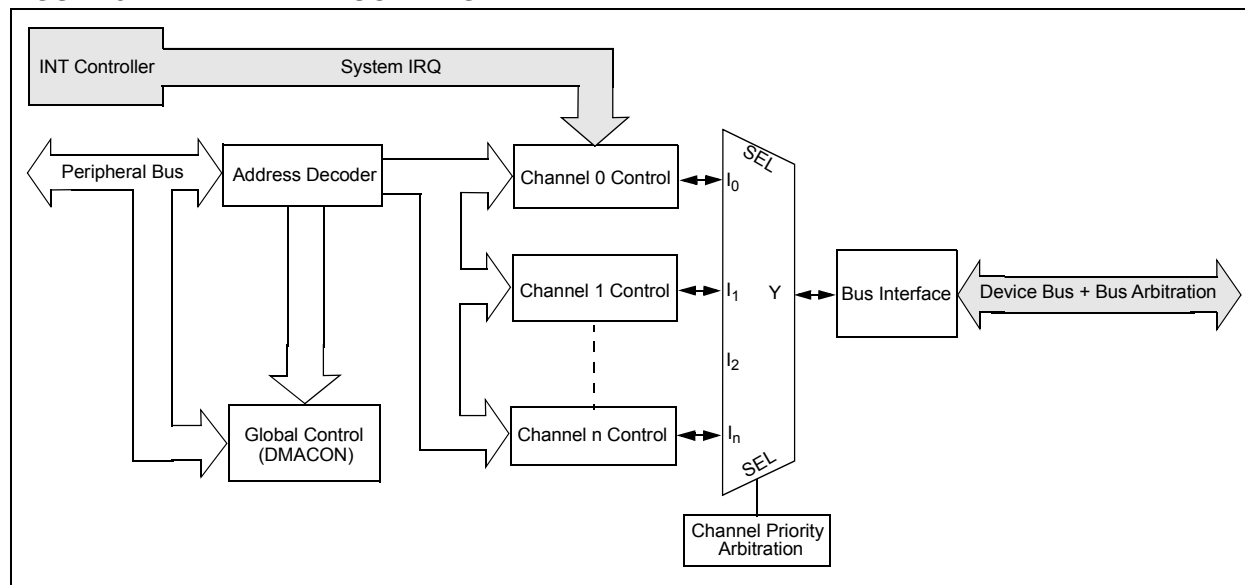 INT Controller
System IRQ
Peripheral Bus
Address Decoder
Channel 0 Control
SEL
I0
Channel 1 Control
I1
Y
Bus Interface
Device Bus + Bus Arbitration
I2
Global Control
(DMACON)
Channel n Control
In
SEL
Channel Priority
Arbitration